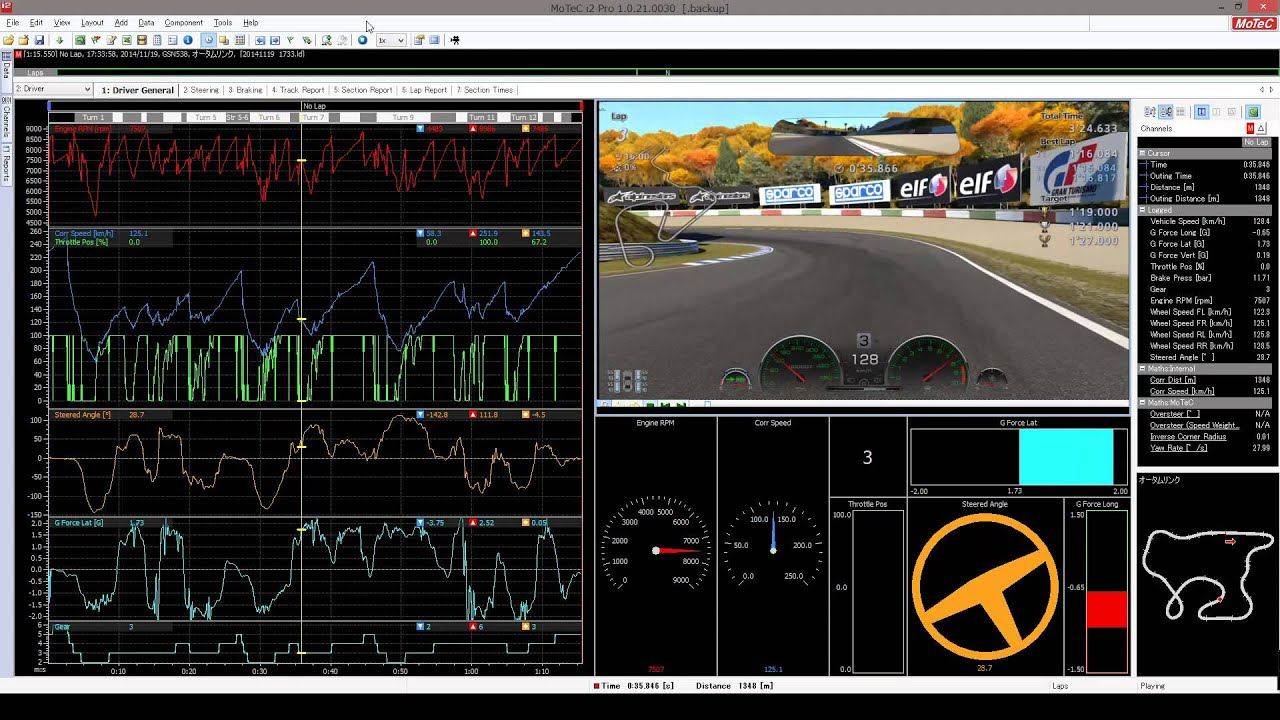 MoTeC i2 Pro 1.0.21.0030 [.backup]
File Edit View Layout Add Data Component Tools Help
1x
MoTeC
[1:15.550] No Lap, 17:33:58, 2014/11/19, GSN538, オータムリンク, [20141119 1733.ld]
Laps
N
Data
Channels
Reports
2: Driver
1: Driver General 2: Steering 3: Braking 4: Track Report 5: Section Report 6: Lap Report 7: Section Times
No Lap
Turn 1 Turn 5 Str 5-6 Turn 6 Turn 7 Turn 11 Turn 12
Engine RPM [rpm] 7507 4483 8986 7485
9000
8500
8000
7500
7000
6500
6000
5500
5000
4500
Corr Speed [km/h] 125.1 58.3 251.9 143.5
Throttle Pos [%] 0.0 0.0 100.0 67.2
260
240
220
200
180
160
140
120
100
80
60
40
20
0
Steered Angle [°] 28.7 -142.8 111.8 -4.5
100
50
0
-50
-100
-150
G Force Lat [G] 1.73 -3.75 2.52 0.05
2.0
1.5
1.0
0.5
0.0
-0.5
-1.0
-1.5
-2.0
Gear 3 2 6 3
6
5
4
3
2
m:s 0:10 0:20 0:30 0:40 0:50 1:00 1:10
Lap
3
16:00
0%
0'35.866
Total Time
3'24.633
Best Lap
1'16.084
Target
1'19.000
1'21.000
1'27.000
sparco sparco elf elf
GRAN TURISMO
3
128
Engine RPM
0
1000
2000
3000
4000
5000
6000
7000
8000
9000
7507
Corr Speed
0.0
50.0
100.0
150.0
200.0
250.0
125.1
3
G Force Lat
-2.00 1.73 2.00
Throttle Pos
100.0
0.0
0.0
Steered Angle
28.7
G Force Long
1.50
-0.65
-1.50
Channels
No Lap
Cursor
Time 0:35.846
Outing Time 0:35.846
Distance [m] 1348
Outing Distance [m] 1348
Logged
Vehicle Speed [km/h] 128.4
G Force Long [G] -0.65
G Force Lat [G] 1.73
G Force Vert [G] 0.19
Throttle Pos [%] 0.0
Brake Press [bar] 11.71
Gear 3
Engine RPM [rpm] 7507
Wheel Speed FL [km/h] 122.3
Wheel Speed FR [km/h] 125.1
Wheel Speed RL [km/h] 125.8
Wheel Speed RR [km/h] 128.5
Steered Angle [°] 28.7
Maths:Internal
Corr Dist [m] 1348
Corr Speed [km/h] 125.1
Maths:MoTeC
Oversteer [°] N/A
Oversteer (Speed Weight.. N/A
Inverse Corner Radius 0.91
Yaw Rate [°/s] 27.99
オータムリンク
Time 0:35.846 [s] Distance 1348 [m]
Laps
Playing